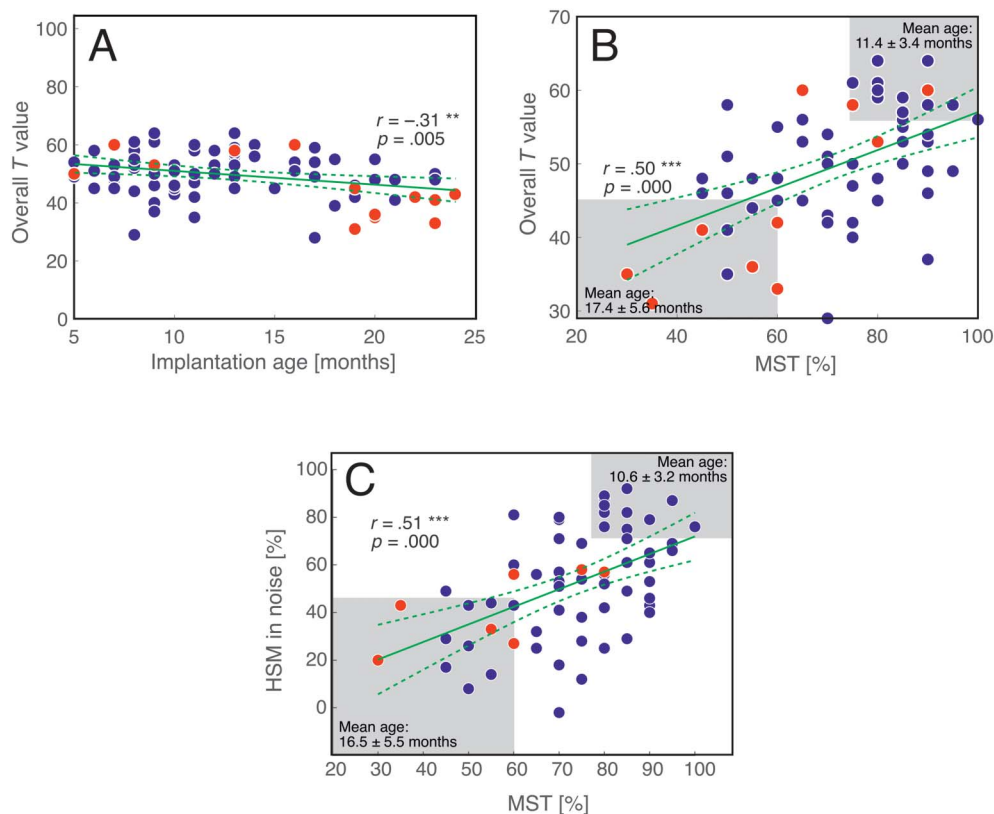 A
100
80
60
40
20
0
Overall T value
r = –.31 **
p = .005
5
10
15
20
25
Implantation age [months]
B
70
60
50
40
30
Overall T value
Mean age:
11.4 ± 3.4 months
r = .50 ***
p = .000
Mean age:
17.4 ± 5.6 months
20
40
60
80
100
MST [%]
C
100
80
60
40
20
0
HSM in noise [%]
Mean age:
10.6 ± 3.2 months
r = .51 ***
p = .000
Mean age:
16.5 ± 5.5 months
20
30
40
50
60
70
80
90
100
MST [%]